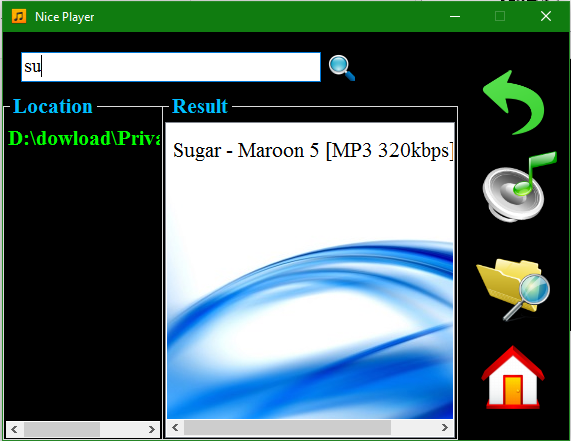 Nice Player
su
Location
Result
D:\dowload\Priva
Sugar - Maroon 5 [MP3 320kbps]